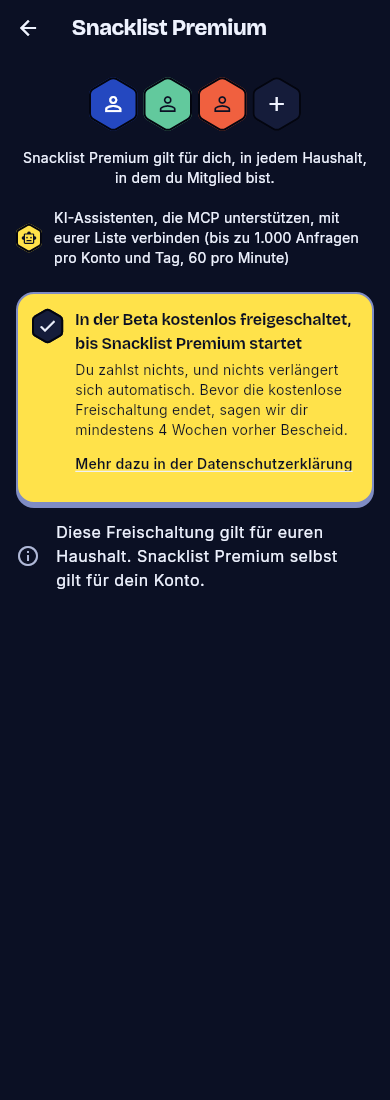 Snacklist Premium
Snacklist Premium gilt für dich, in jedem Haushalt,
in dem du Mitglied bist.
KI-Assistenten, die MCP unterstützen, mit
eurer Liste verbinden (bis zu 1.000 Anfragen
pro Konto und Tag, 60 pro Minute)
In der Beta kostenlos freigeschaltet,
bis Snacklist Premium startet
Du zahlst nichts, und nichts verlängert
sich automatisch. Bevor die kostenlose
Freischaltung endet, sagen wir dir
mindestens 4 Wochen vorher Bescheid.
Mehr dazu in der Datenschutzerklärung
Diese Freischaltung gilt für euren
Haushalt. Snacklist Premium selbst
gilt für dein Konto.